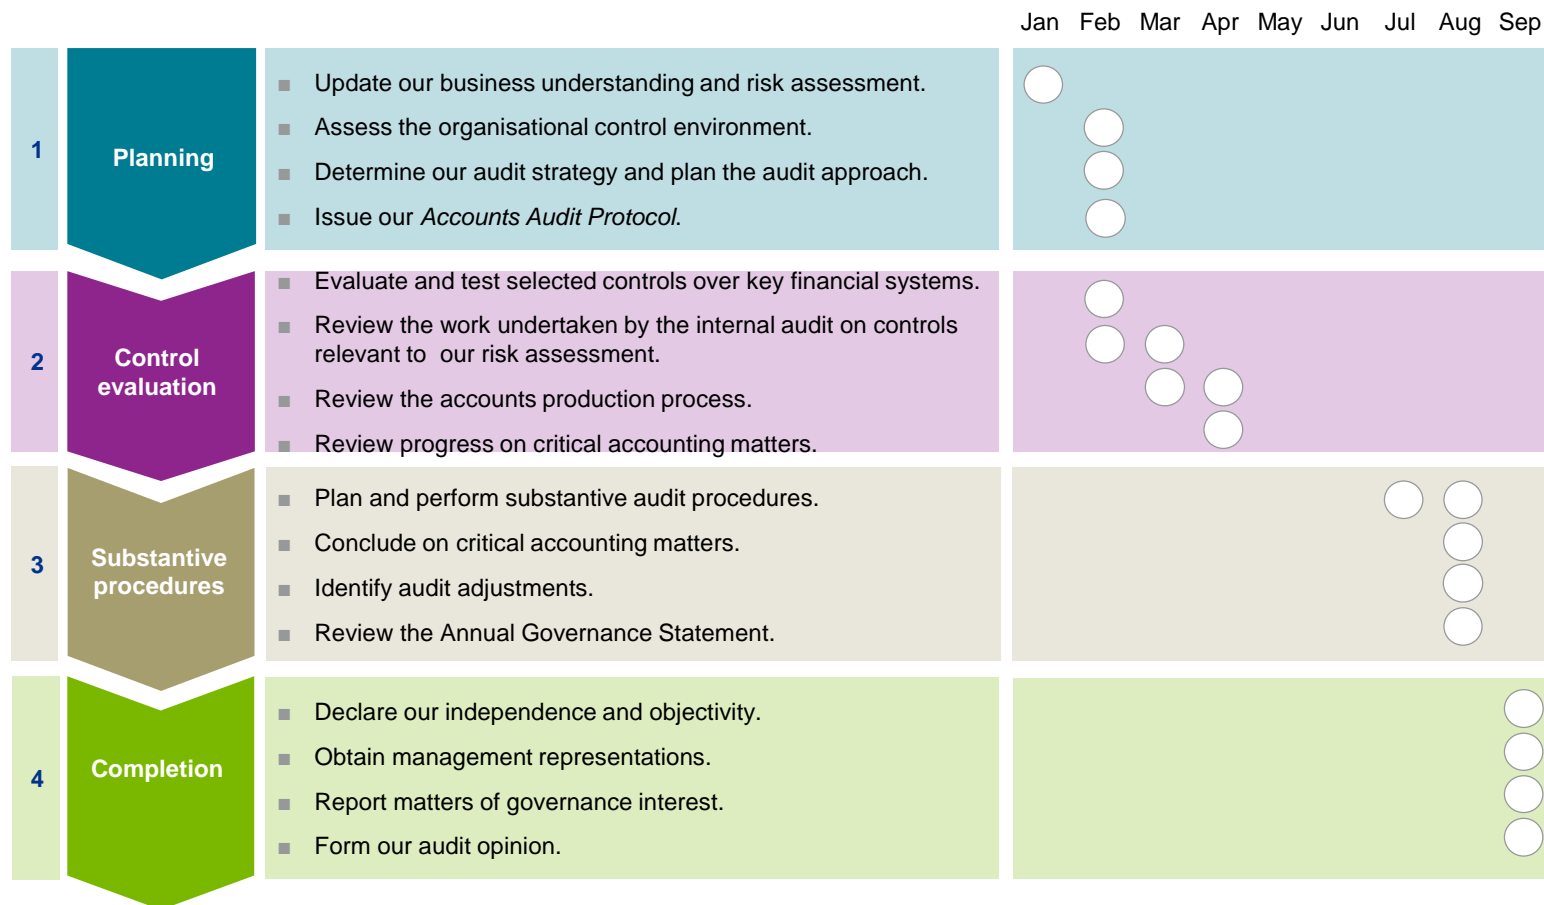 Jan Feb Mar Apr May Jun Jul Aug Sep
1
Planning
■ Update our business understanding and risk assessment.
■ Assess the organisational control environment.
■ Determine our audit strategy and plan the audit approach.
■ Issue our Accounts Audit Protocol.
2
Control
evaluation
■ Evaluate and test selected controls over key financial systems.
■ Review the work undertaken by the internal audit on controls
relevant to  our risk assessment.
■ Review the accounts production process.
■ Review progress on critical accounting matters.
3
Substantive
procedures
■ Plan and perform substantive audit procedures.
■ Conclude on critical accounting matters.
■ Identify audit adjustments.
■ Review the Annual Governance Statement.
4
Completion
■ Declare our independence and objectivity.
■ Obtain management representations.
■ Report matters of governance interest.
■ Form our audit opinion.